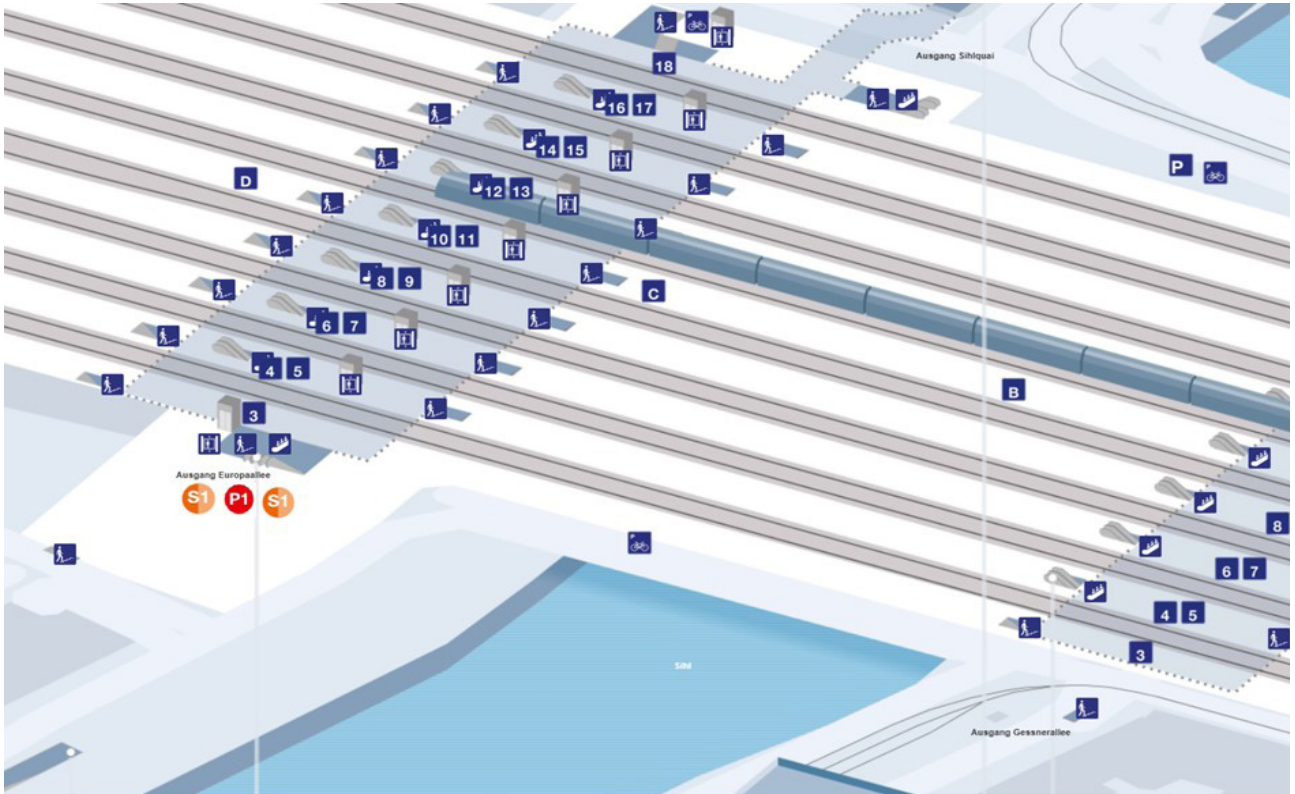 P
18
Ausgang Sihlquai
16 17
14 15
P
P
D
12 13
10 11
8 9
C
6 7
4 5
B
3
Ausgang Europaallee
S1 P1 S1
8
P
6 7
4 5
3
Sihl
Ausgang Gessnerallee